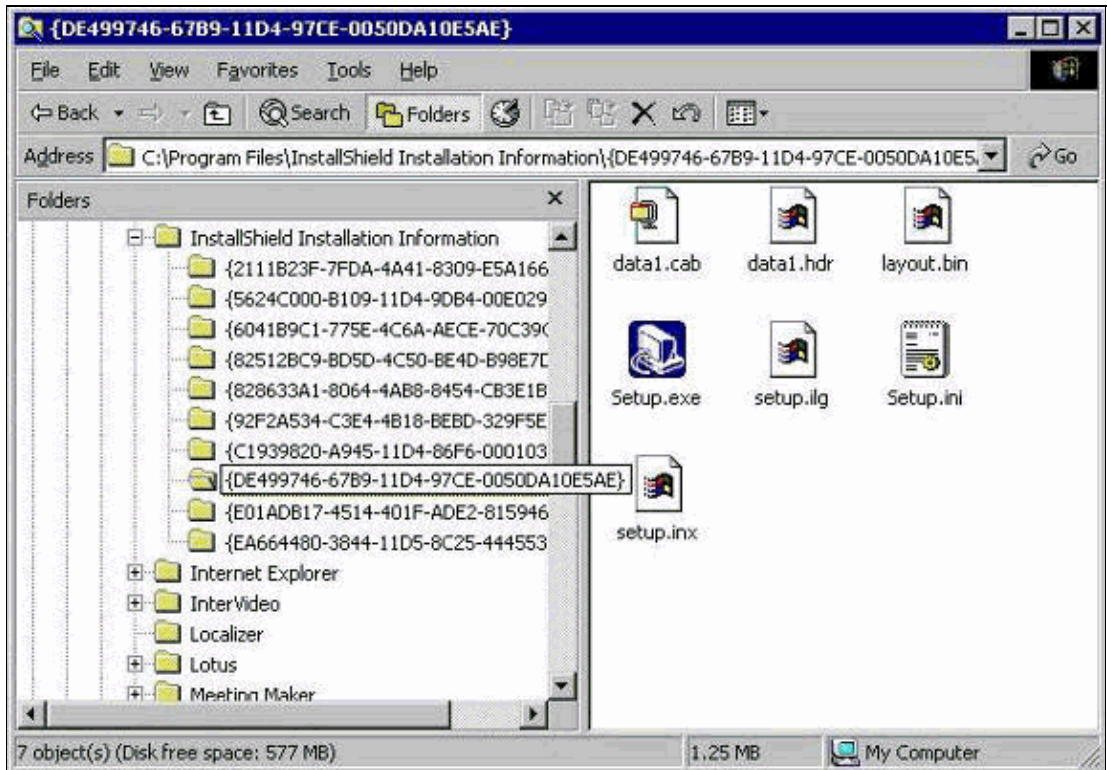 {DE499746-67B9-11D4-97CE-0050DA10E5AE}
File Edit View Favorites Tools Help
Back Search Folders
Address C:\Program Files\InstallShield Installation Information\{DE499746-67B9-11D4-97CE-0050DA10E5 Go
Folders ×
InstallShield Installation Information
{2111B23F-7FDA-4A41-8309-E5A166
{5624C000-B109-11D4-9DB4-00E029
{6041B9C1-775E-4C6A-AECE-70C39C
{82512BC9-BD5D-4C50-BE4D-B98E7D
{828633A1-8064-4AB8-8454-CB3E1B
{92F2A534-C3E4-4B18-BEBD-329F5E
{C1939820-A945-11D4-86F6-000103
{DE499746-67B9-11D4-97CE-0050DA10E5AE}
{E01ADB17-4514-401F-ADE2-815946
{EA664480-3844-11D5-8C25-444553
Internet Explorer
InterVideo
Localizer
Lotus
Meeting Maker
data1.cab data1.hdr layout.bin
Setup.exe setup.ilg Setup.ini
setup.inx
7 object(s) (Disk free space: 577 MB) 1.25 MB My Computer